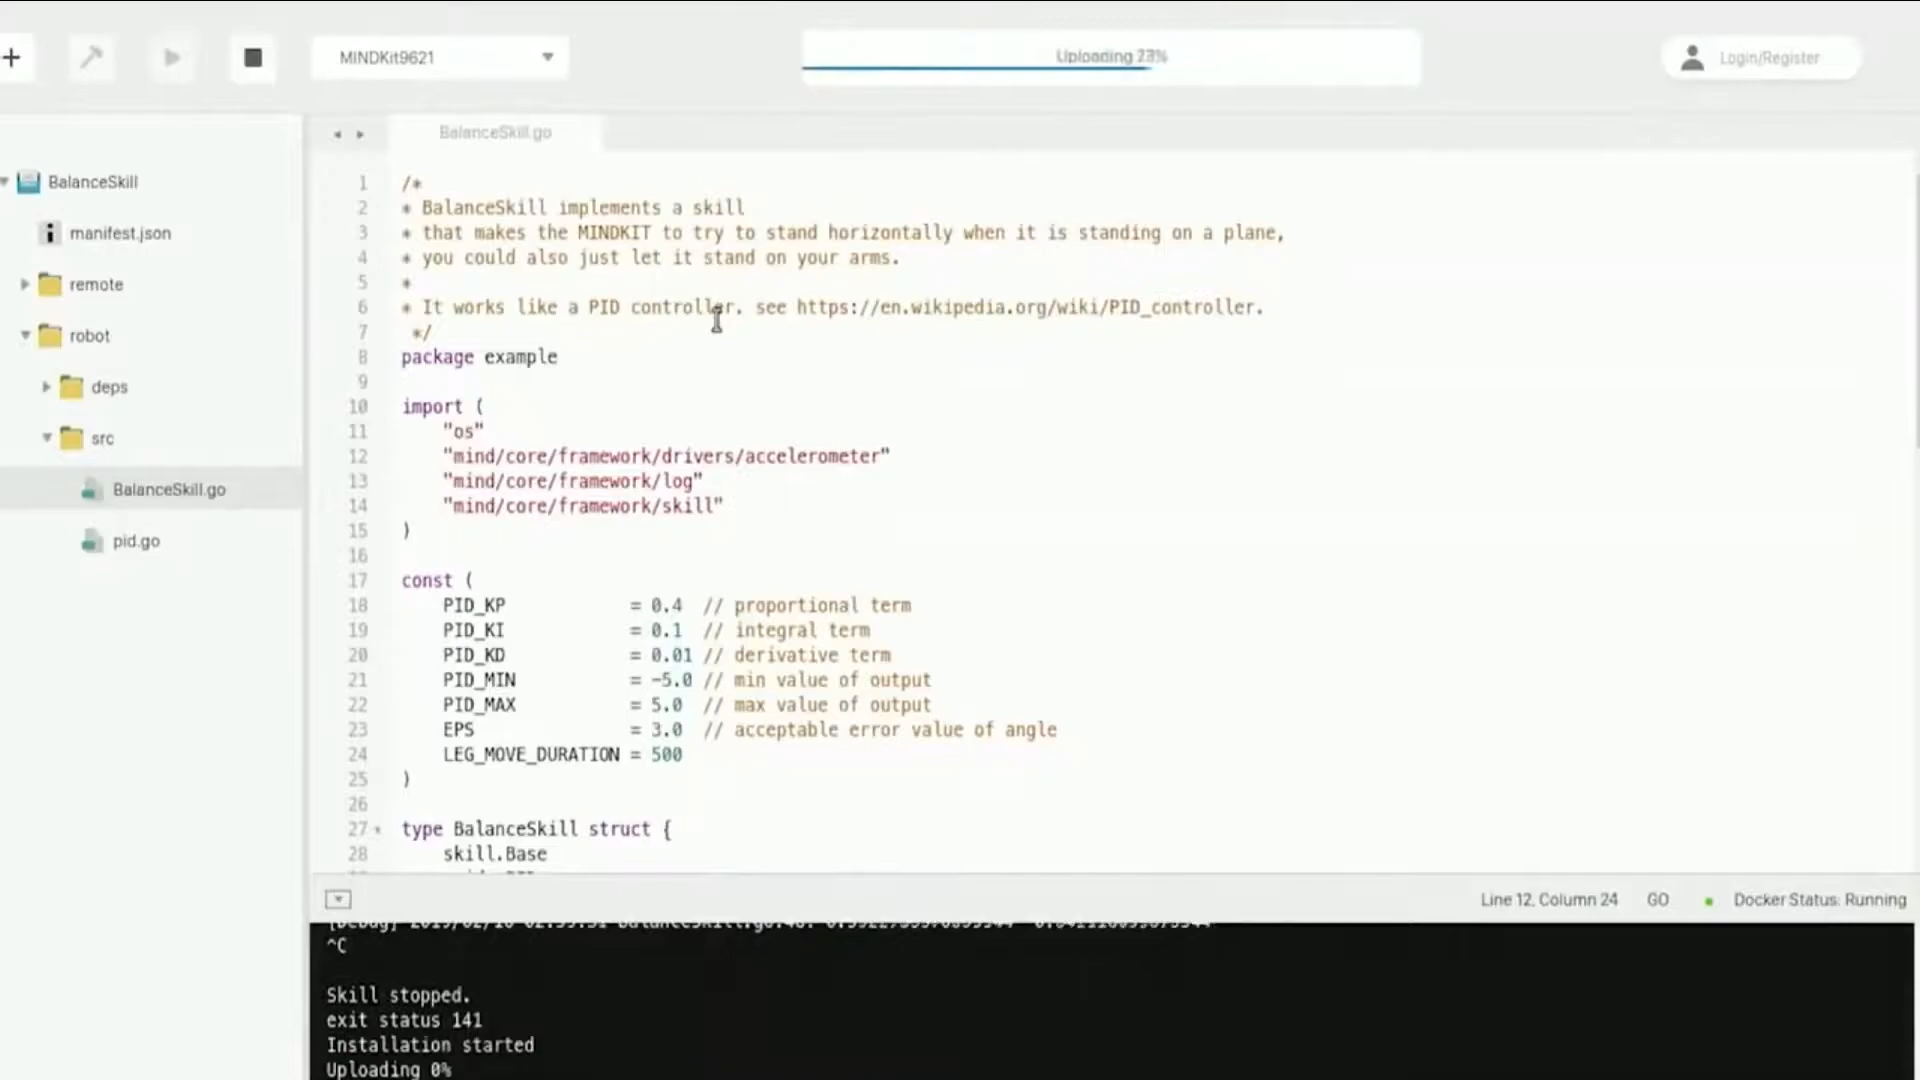 MINDKit9621
Uploading 23%
Login/Register
BalanceSkill.go
BalanceSkill
manifest.json
remote
robot
deps
src
BalanceSkill.go
pid.go
1 /*
2 * BalanceSkill implements a skill
3 * that makes the MINDKIT to try to stand horizontally when it is standing on a plane,
4 * you could also just let it stand on your arms.
5 *
6 * It works like a PID controller. see https://en.wikipedia.org/wiki/PID_controller.
7 */
8 package example
9
10 import (
11 "os"
12 "mind/core/framework/drivers/accelerometer"
13 "mind/core/framework/log"
14 "mind/core/framework/skill"
15 )
16
17 const (
18 PID_KP = 0.4 // proportional term
19 PID_KI = 0.1 // integral term
20 PID_KD = 0.01 // derivative term
21 PID_MIN = -5.0 // min value of output
22 PID_MAX = 5.0 // max value of output
23 EPS = 3.0 // acceptable error value of angle
24 LEG_MOVE_DURATION = 500
25 )
26
27 type BalanceSkill struct {
28 skill.Base
Line 12, Column 24 GO Docker Status: Running
^C
Skill stopped.
exit status 141
Installation started
Uploading 0%